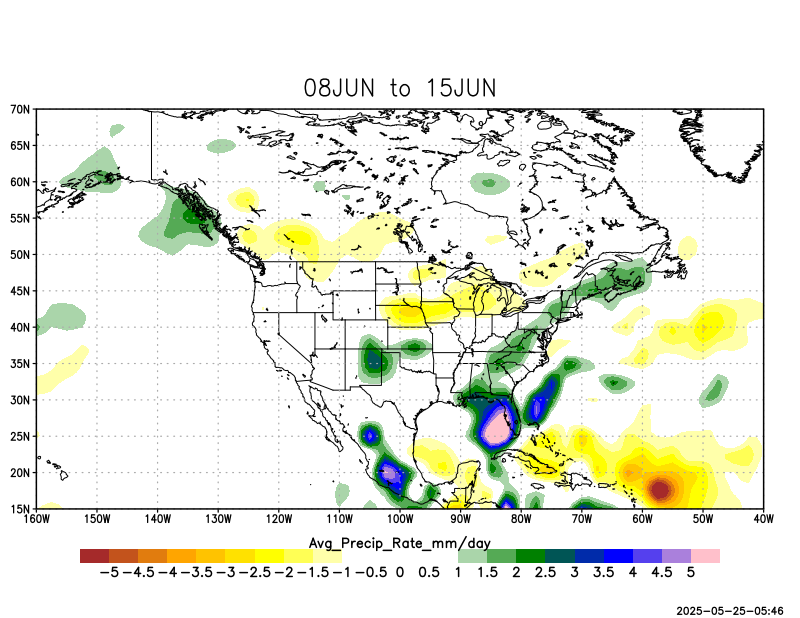 08JUN to 15JUN
70N
65N
60N
55N
50N
45N
40N
35N
30N
25N
20N
15N
160W 150W 140W 130W 120W 110W 100W 90W 80W 70W 60W 50W 40W
Avg_Precip_Rate_mm/day
-5 -4.5 -4 -3.5 -3 -2.5 -2 -1.5 -1 -0.5 0 0.5 1 1.5 2 2.5 3 3.5 4 4.5 5
2025-05-25-05:46